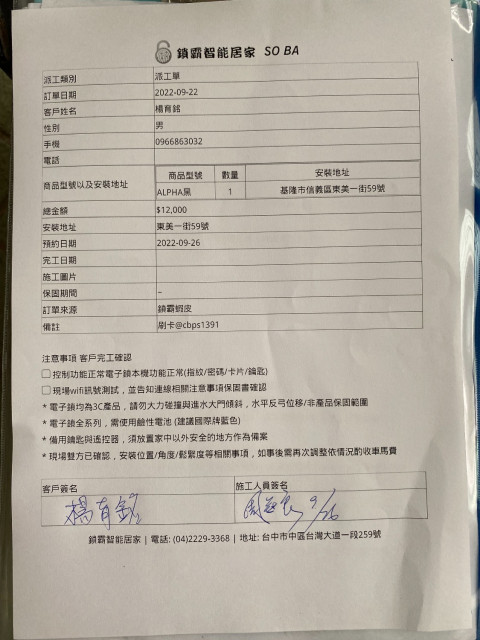 鎖霸智能居家 SO BA
派工類別 派工單
訂單日期 2022-09-22
客戶姓名 楊育銘
性別 男
手機 0966863032
電話
商品型號以及安裝地址 商品型號 數量 安裝地址
ALPHA黑 1 基隆市信義區東美一街59號
總金額 $12,000
安裝地址 東美一街59號
預約日期 2022-09-26
完工日期
施工圖片
保固期間 –
訂單來源 鎖霸蝦皮
備註 刷卡@cbps1391
注意事項 客戶完工確認
□ 控制功能正常電子鎖本機功能正常(指紋/密碼/卡片/鑰匙)
□ 現場wifi訊號測試，並告知連線相關注意事項保固書確認
* 電子鎖均為3C產品，請勿大力碰撞與進水大門傾斜，水平反弓位移/非產品保固範圍
* 電子鎖全系列，需使用鹼性電池 (建議國際牌藍色)
* 備用鑰匙與遙控器，須放置家中以外安全的地方作為備案
* 現場雙方已確認，安裝位置/角度/鬆緊度等相關事項，如事後需再次調整依情況酌收車馬費
客戶簽名 施工人員簽名
楊育銘 9/26
鎖霸智能居家 | 電話: (04)2229-3368 | 地址: 台中市中區台灣大道一段259號